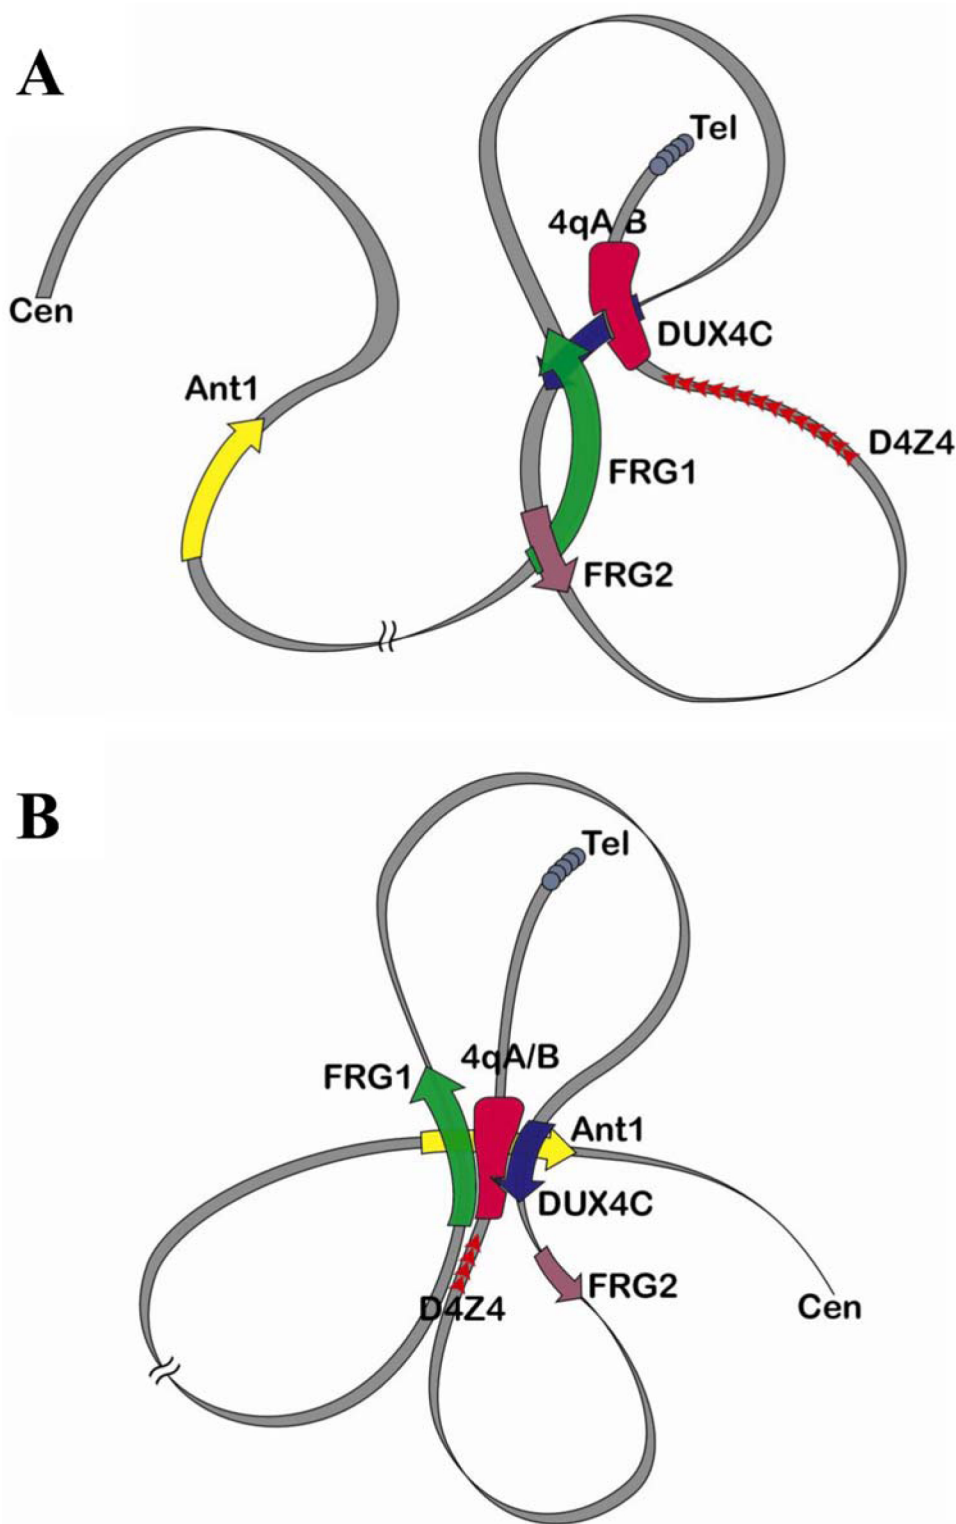 A
Tel
4qA/B
Cen
DUX4C
Ant1
D4Z4
FRG1
FRG2
B
Tel
4qA/B
FRG1
Ant1
DUX4C
FRG2
Cen
D4Z4